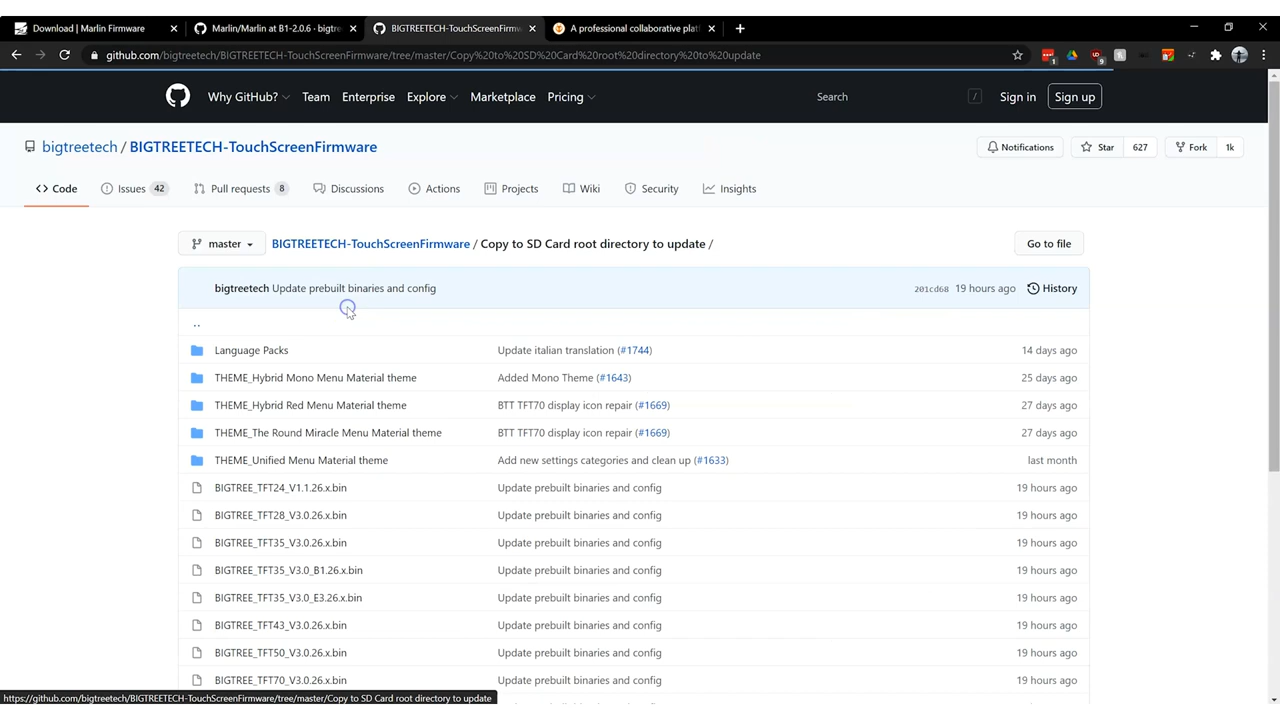 Download | Marlin Firmware
Marlin/Marlin at B1-2.0.6 · bigtre
BIGTREETECH-TouchScreenFirmw
A professional collaborative plat
github.com/bigtreetech/BIGTREETECH-TouchScreenFirmware/tree/master/Copy%20to%20SD%20Card%20root%20directory%20to%20update
1
9
Why GitHub? Team Enterprise Explore Marketplace Pricing Search / Sign in Sign up
bigtreetech / BIGTREETECH-TouchScreenFirmware Notifications Star 627 Fork 1k
<> Code Issues 42 Pull requests 8 Discussions Actions Projects Wiki Security Insights
master BIGTREETECH-TouchScreenFirmware / Copy to SD Card root directory to update / Go to file
bigtreetech Update prebuilt binaries and config 201cd68 19 hours ago History
..
Language Packs Update italian translation (#1744) 14 days ago
THEME_Hybrid Mono Menu Material theme Added Mono Theme (#1643) 25 days ago
THEME_Hybrid Red Menu Material theme BTT TFT70 display icon repair (#1669) 27 days ago
THEME_The Round Miracle Menu Material theme BTT TFT70 display icon repair (#1669) 27 days ago
THEME_Unified Menu Material theme Add new settings categories and clean up (#1633) last month
BIGTREE_TFT24_V1.1.26.x.bin Update prebuilt binaries and config 19 hours ago
BIGTREE_TFT28_V3.0.26.x.bin Update prebuilt binaries and config 19 hours ago
BIGTREE_TFT35_V3.0.26.x.bin Update prebuilt binaries and config 19 hours ago
BIGTREE_TFT35_V3.0_B1.26.x.bin Update prebuilt binaries and config 19 hours ago
BIGTREE_TFT35_V3.0_E3.26.x.bin Update prebuilt binaries and config 19 hours ago
BIGTREE_TFT43_V3.0.26.x.bin Update prebuilt binaries and config 19 hours ago
BIGTREE_TFT50_V3.0.26.x.bin Update prebuilt binaries and config 19 hours ago
BIGTREE_TFT70_V3.0.26.x.bin Update prebuilt binaries and config 19 hours ago
https://github.com/bigtreetech/BIGTREETECH-TouchScreenFirmware/tree/master/Copy to SD Card root directory to update